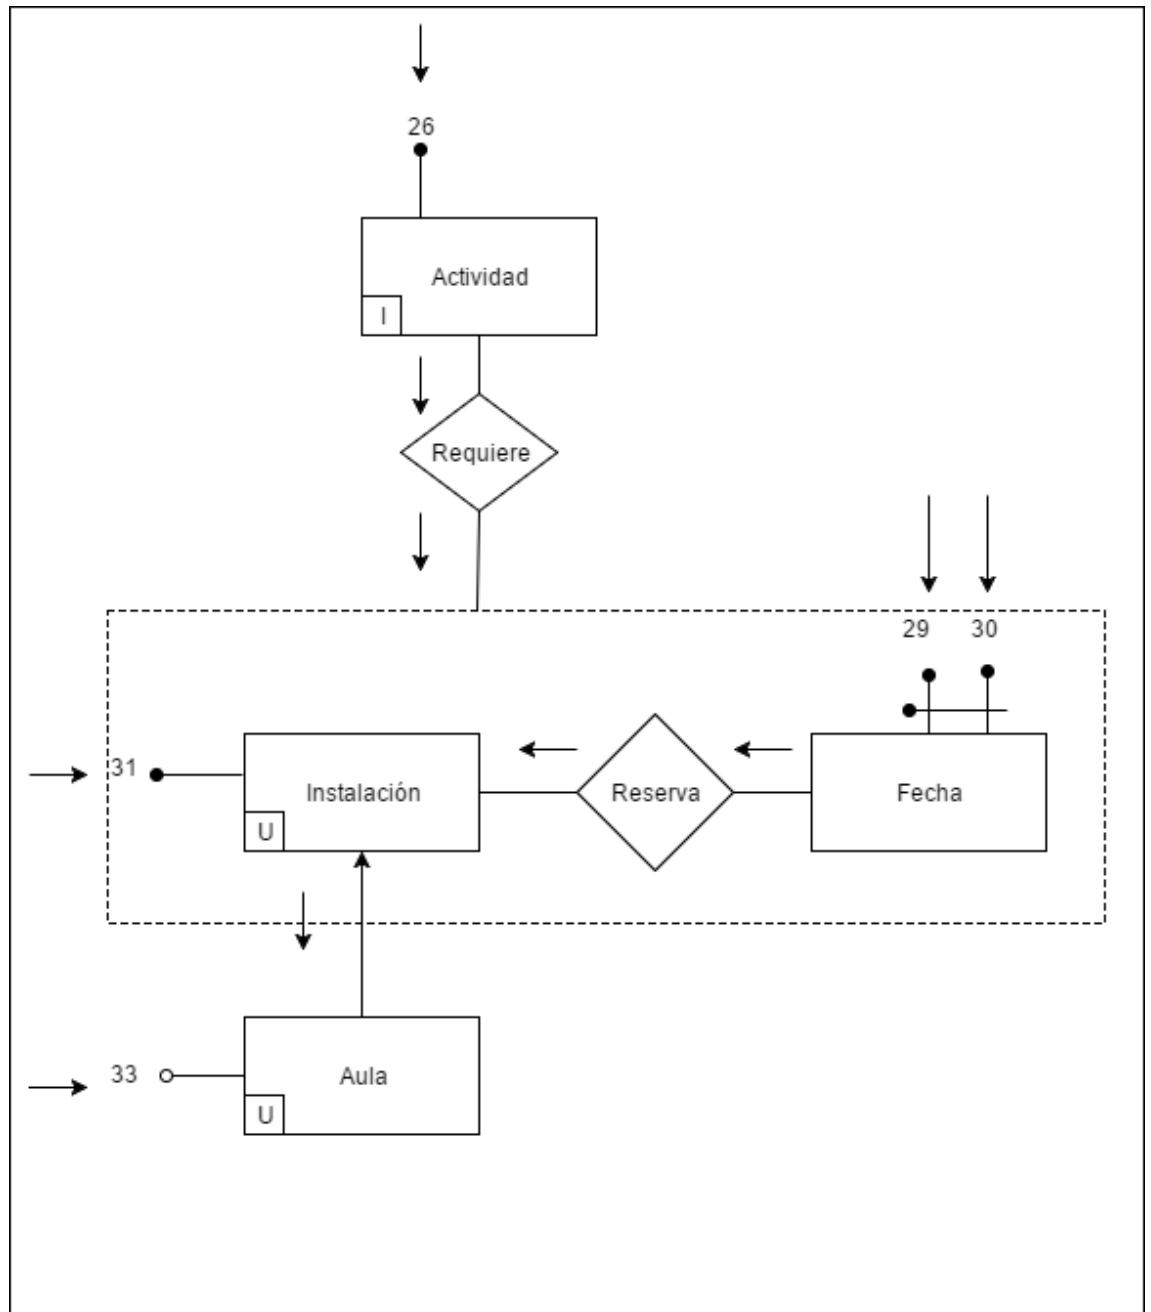 26
Actividad
I
Requiere
29 30
31
Instalación
Reserva
Fecha
U
33
Aula
U